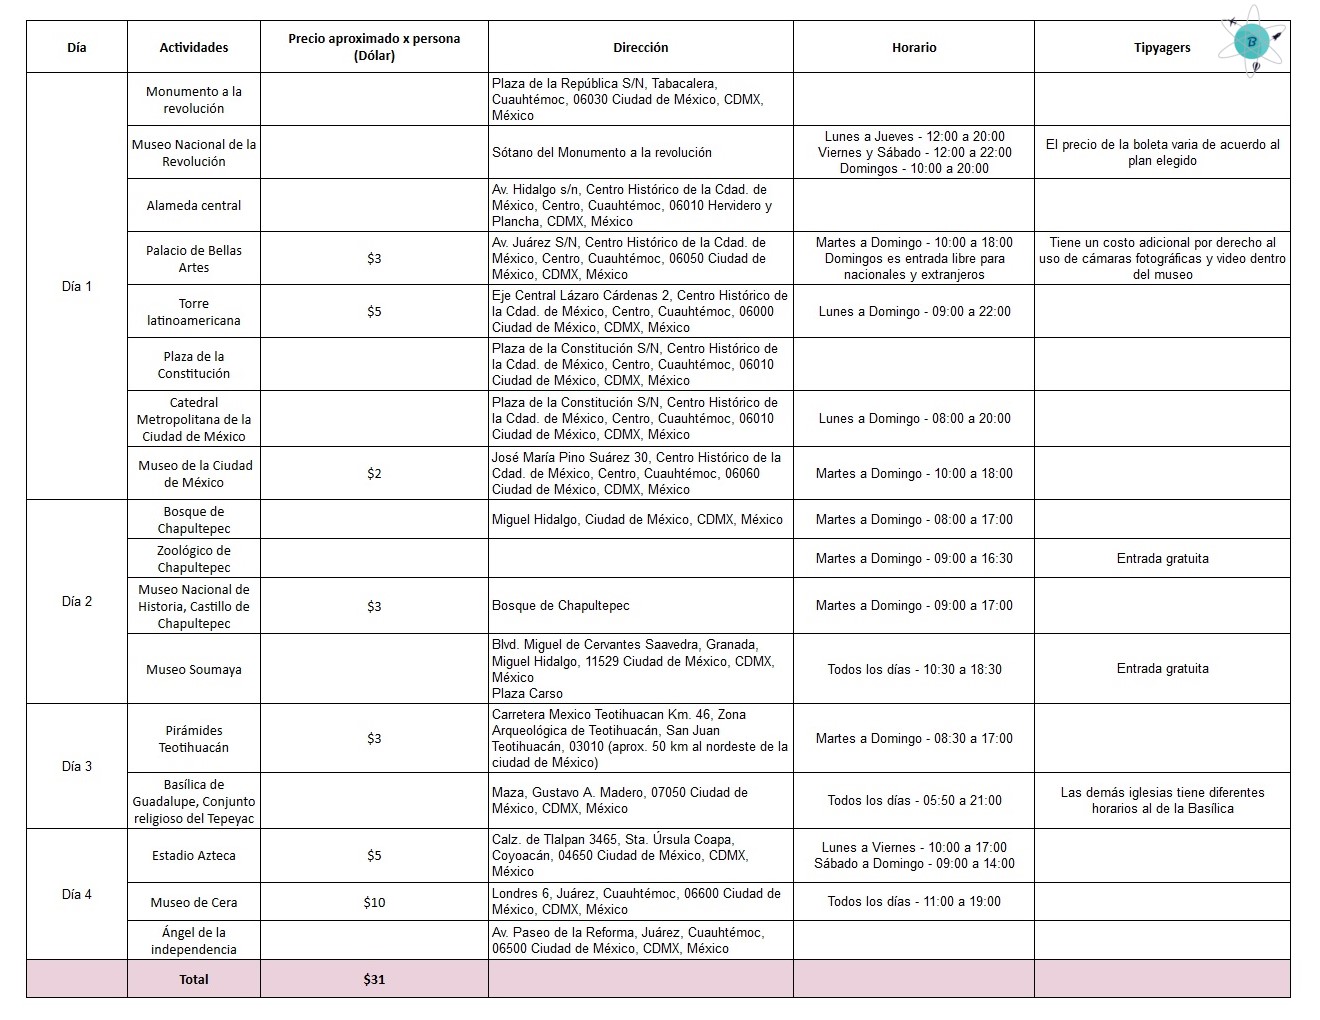 Día
Actividades
Precio aproximado x persona
(Dólar)
Dirección
Horario
Tipyagers
B
Día 1
Monumento a la
revolución
Plaza de la República S/N, Tabacalera,
Cuauhtémoc, 06030 Ciudad de México, CDMX,
México
Museo Nacional de la
Revolución
Sótano del Monumento a la revolución
Lunes a Jueves - 12:00 a 20:00
Viernes y Sábado - 12:00 a 22:00
Domingos - 10:00 a 20:00
El precio de la boleta varia de acuerdo al
plan elegido
Alameda central
Av. Hidalgo s/n, Centro Histórico de la Cdad. de
México, Centro, Cuauhtémoc, 06010 Hervidero y
Plancha, CDMX, México
Palacio de Bellas
Artes
$3
Av. Juárez S/N, Centro Histórico de la Cdad. de
México, Centro, Cuauhtémoc, 06050 Ciudad de
México, CDMX, México
Martes a Domingo - 10:00 a 18:00
Domingos es entrada libre para
nacionales y extranjeros
Tiene un costo adicional por derecho al
uso de cámaras fotográficas y video dentro
del museo
Torre
latinoamericana
$5
Eje Central Lázaro Cárdenas 2, Centro Histórico de
la Cdad. de México, Centro, Cuauhtémoc, 06000
Ciudad de México, CDMX, México
Lunes a Domingo - 09:00 a 22:00
Plaza de la
Constitución
Plaza de la Constitución S/N, Centro Histórico de
la Cdad. de México, Centro, Cuauhtémoc, 06010
Ciudad de México, CDMX, México
Catedral
Metropolitana de la
Ciudad de México
Plaza de la Constitución S/N, Centro Histórico de
la Cdad. de México, Centro, Cuauhtémoc, 06010
Ciudad de México, CDMX, México
Lunes a Domingo - 08:00 a 20:00
Museo de la Ciudad
de México
$2
José María Pino Suárez 30, Centro Histórico de la
Cdad. de México, Centro, Cuauhtémoc, 06060
Ciudad de México, CDMX, México
Martes a Domingo - 10:00 a 18:00
Día 2
Bosque de
Chapultepec
Miguel Hidalgo, Ciudad de México, CDMX, México
Martes a Domingo - 08:00 a 17:00
Zoológico de
Chapultepec
Martes a Domingo - 09:00 a 16:30
Entrada gratuita
Museo Nacional de
Historia, Castillo de
Chapultepec
$3
Bosque de Chapultepec
Martes a Domingo - 09:00 a 17:00
Museo Soumaya
Blvd. Miguel de Cervantes Saavedra, Granada,
Miguel Hidalgo, 11529 Ciudad de México, CDMX,
México
Plaza Carso
Todos los días - 10:30 a 18:30
Entrada gratuita
Día 3
Pirámides
Teotihuacán
$3
Carretera Mexico Teotihuacan Km. 46, Zona
Arqueológica de Teotihuacán, San Juan
Teotihuacán, 03010 (aprox. 50 km al nordeste de la
ciudad de México)
Martes a Domingo - 08:30 a 17:00
Basílica de
Guadalupe, Conjunto
religioso del Tepeyac
Maza, Gustavo A. Madero, 07050 Ciudad de
México, CDMX, México
Todos los días - 05:50 a 21:00
Las demás iglesias tiene diferentes
horarios al de la Basílica
Día 4
Estadio Azteca
$5
Calz. de Tlalpan 3465, Sta. Úrsula Coapa,
Coyoacán, 04650 Ciudad de México, CDMX,
México
Lunes a Viernes - 10:00 a 17:00
Sábado a Domingo - 09:00 a 14:00
Museo de Cera
$10
Londres 6, Juárez, Cuauhtémoc, 06600 Ciudad de
México, CDMX, México
Todos los días - 11:00 a 19:00
Ángel de la
independencia
Av. Paseo de la Reforma, Juárez, Cuauhtémoc,
06500 Ciudad de México, CDMX, México
Total
$31